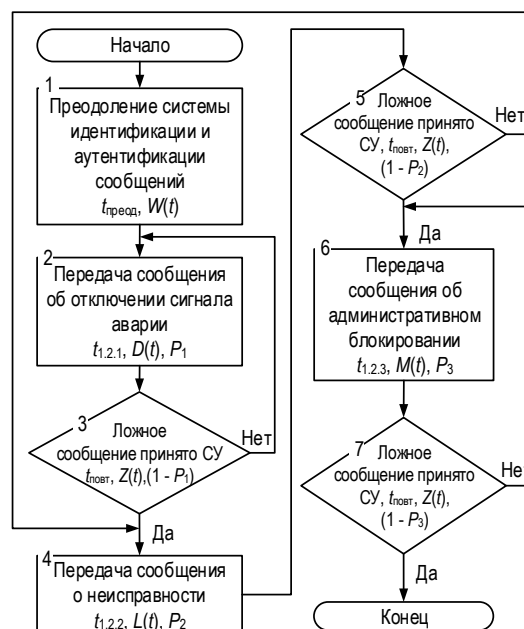 Начало
1
Преодоление системы
идентификации и
аутентификации
сообщений
tпреод, W(t)
2
Передача сообщения
об отключении сигнала
аварии
t1.2.1, D(t), P1
3
Ложное
сообщение принято СУ
tповт, Z(t),(1 - P1)
Нет
Да
4
Передача сообщения
о неисправности
t1.2.2, L(t), P2
5
Ложное
сообщение принято
СУ, tповт, Z(t),
(1 - P2)
Нет
Да
6
Передача
сообщения об
административном
блокировании
t1.2.3, M(t), P3
7
Ложное
сообщение принято
СУ, tповт, Z(t),
(1 - P3)
Не
Да
Конец